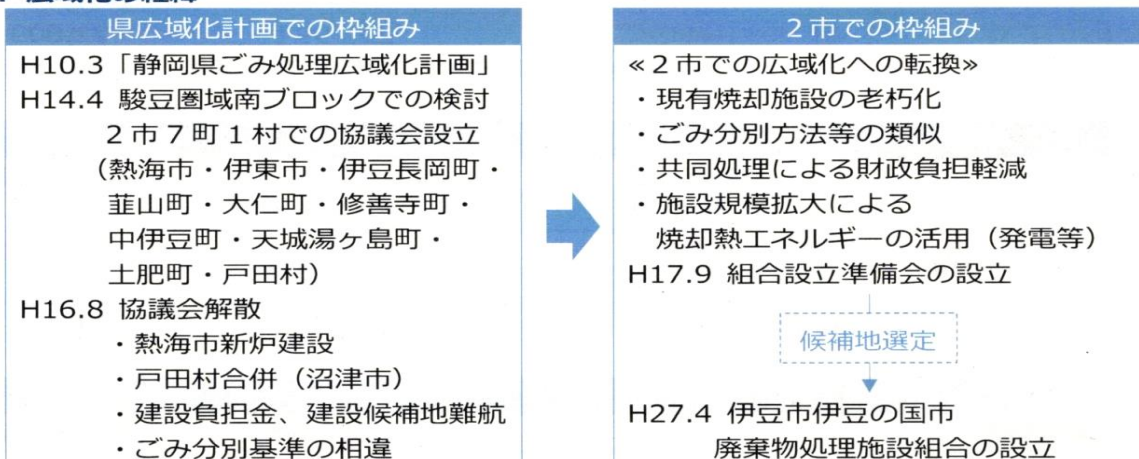 県広域化計画での枠組み
H10.3「静岡県ごみ処理広域化計画」
H14.4 駿豆圏域南ブロックでの検討
2市7町1村での協議会設立
(熱海市・伊東市・伊豆長岡町・
韮山町・大仁町・修善寺町・
中伊豆町・天城湯ヶ島町・
土肥町・戸田村)
H16.8 協議会解散
・熱海市新炉建設
・戸田村合併(沼津市)
・建設負担金、建設候補地難航
・ごみ分別基準の相違
2市での枠組み
≪2市での広域化への転換≫
・現有焼却施設の老朽化
・ごみ分別方法等の類似
・共同処理による財政負担軽減
・施設規模拡大による
焼却熱エネルギーの活用(発電等)
H17.9 組合設立準備会の設立
候補地選定
H27.4 伊豆市伊豆の国市
廃棄物処理施設組合の設立